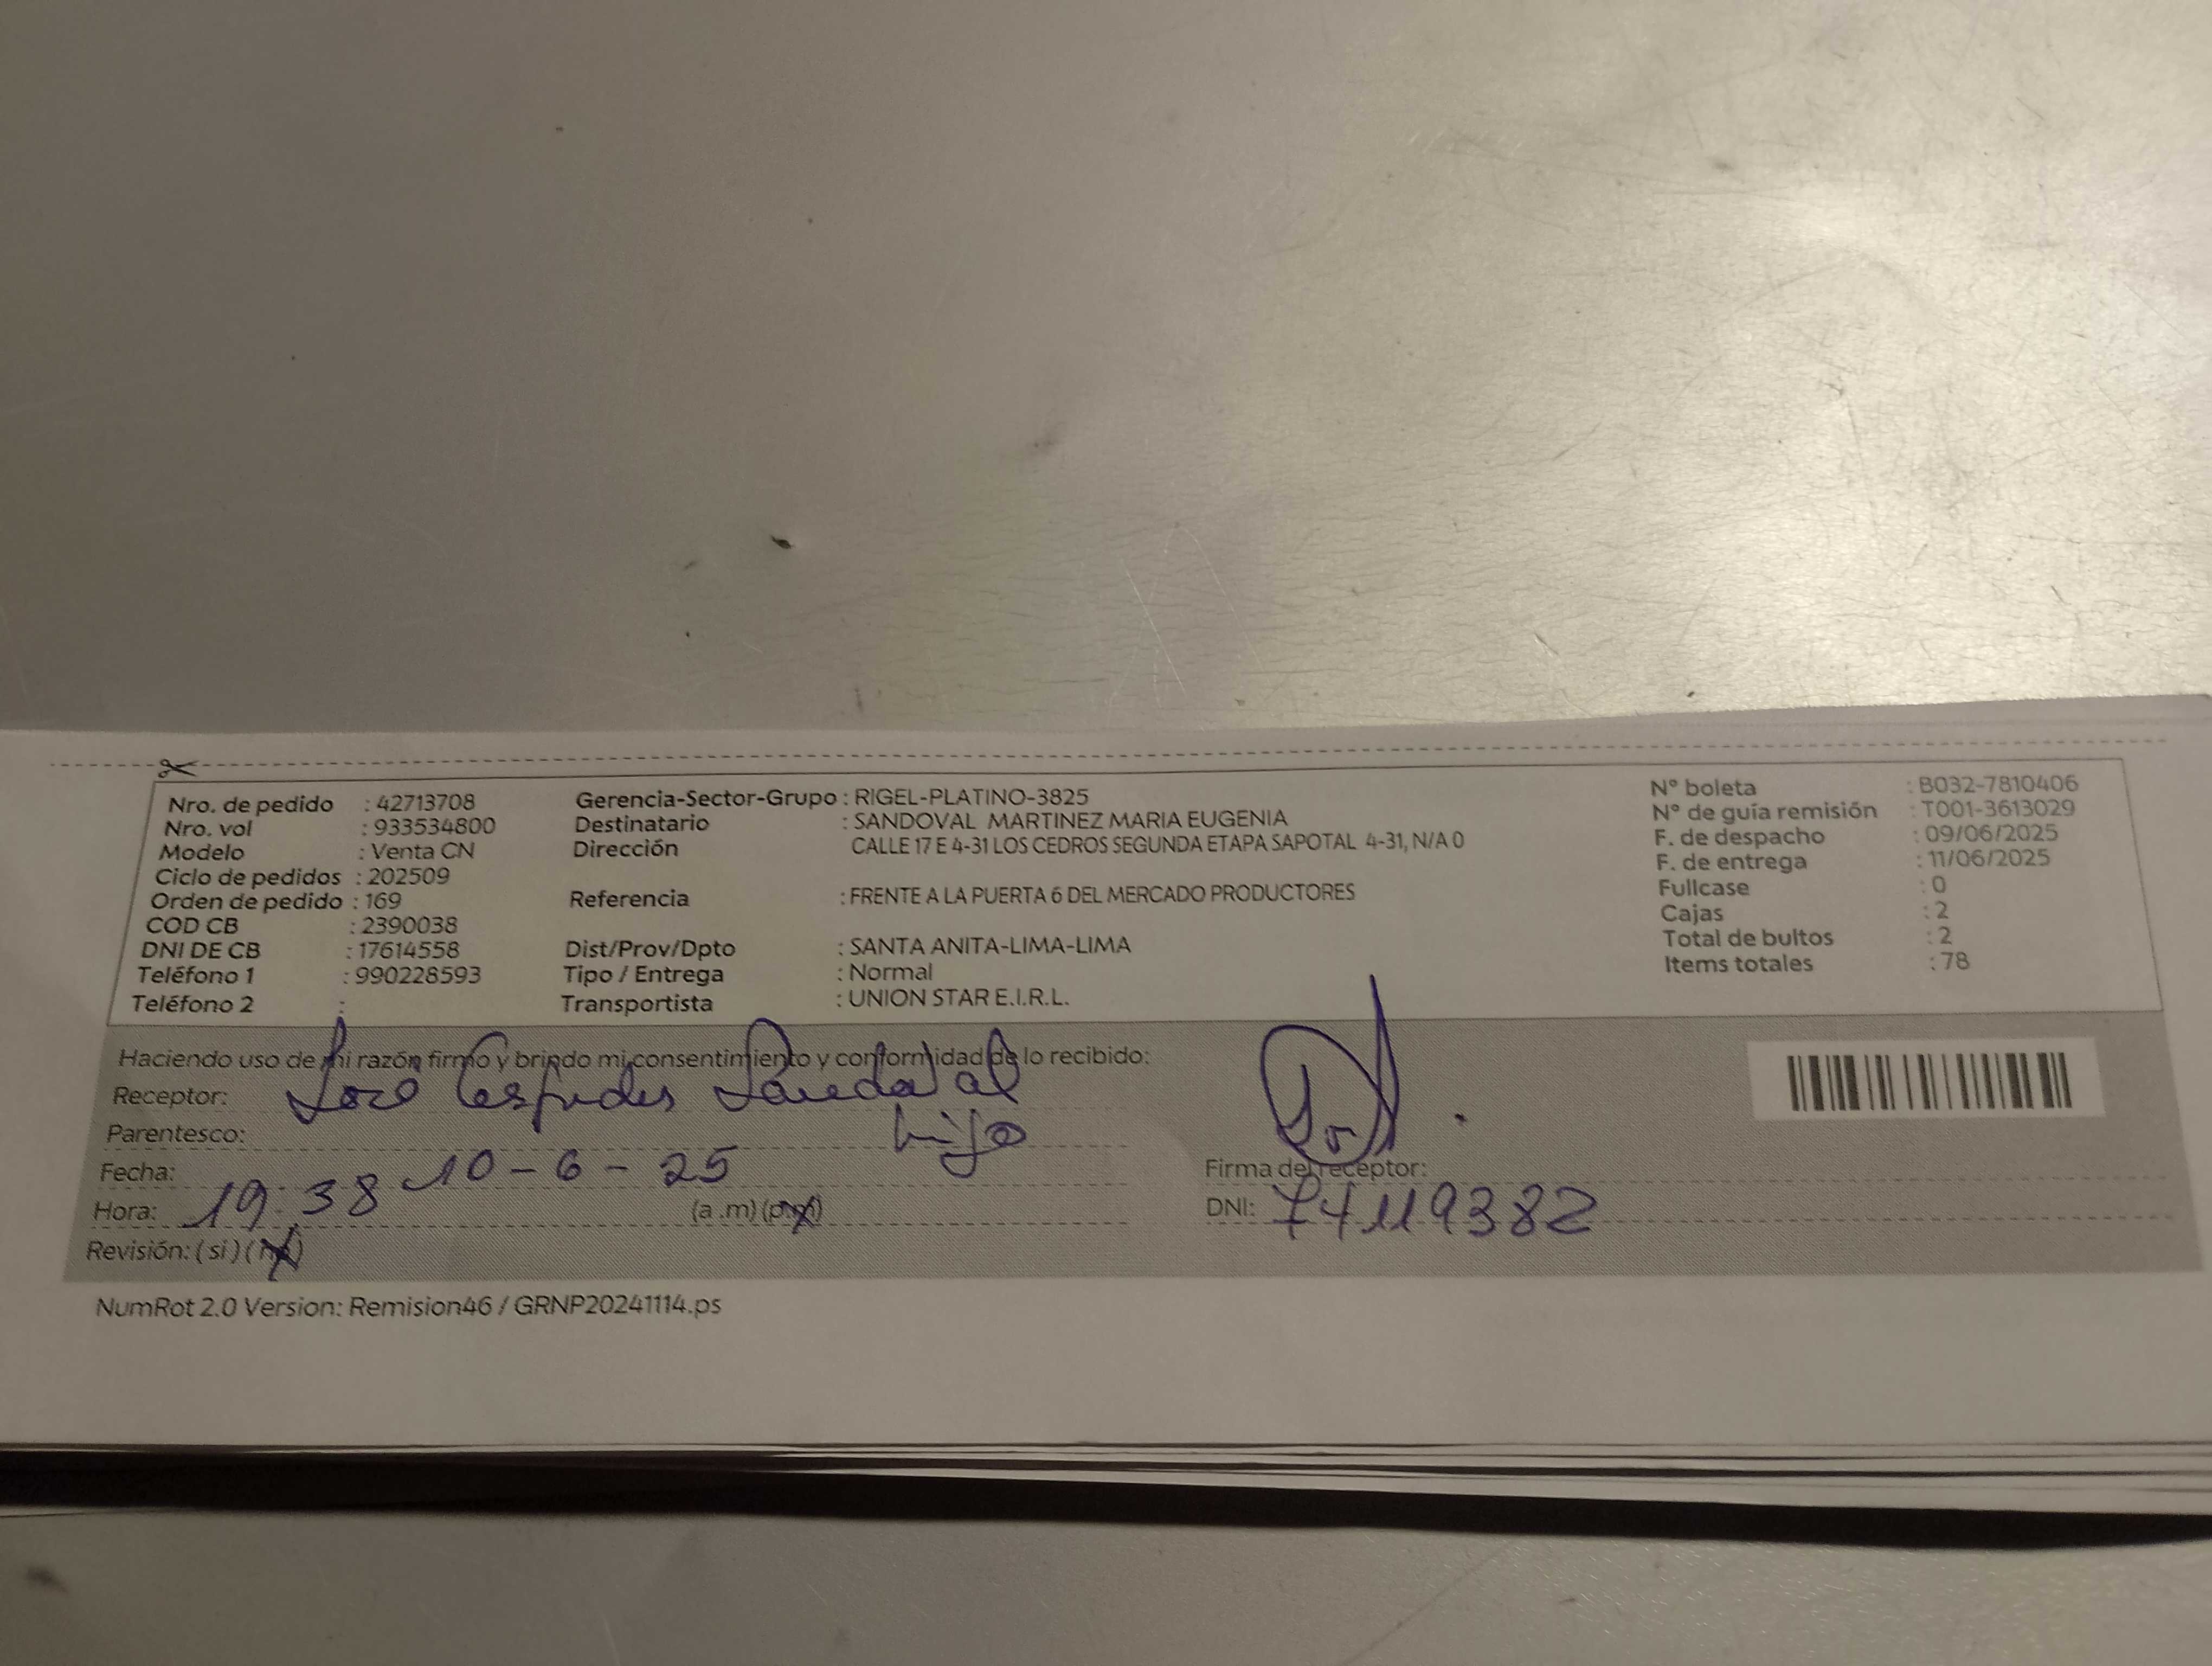 Nro. de pedido : 42713708
Nro. vol : 933534800
Modelo : Venta CN
Ciclo de pedidos : 202509
Orden de pedido : 169
COD CB : 2390038
DNI DE CB : 17614558
Teléfono 1 : 990228593
Teléfono 2 :
Gerencia-Sector-Grupo : RIGEL-PLATINO-3825
Destinatario : SANDOVAL MARTINEZ MARIA EUGENIA
Dirección CALLE 17 E 4-31 LOS CEDROS SEGUNDA ETAPA SAPOTAL 4-31, N/A 0
Referencia : FRENTE A LA PUERTA 6 DEL MERCADO PRODUCTORES
Dist/Prov/Dpto : SANTA ANITA-LIMA-LIMA
Tipo / Entrega : Normal
Transportista : UNION STAR E.I.R.L.
N° boleta : B032-7810406
N° de guía remisión : T001-3613029
F. de despacho : 09/06/2025
F. de entrega : 11/06/2025
Fullcase : 0
Cajas : 2
Total de bultos : 2
Items totales : 78
Haciendo uso de mi razón firmo y brindo mi consentimiento y conformidad de lo recibido:
Receptor: Céspedes
Parentesco: hijo
Fecha: 10-6-25
Hora: 19:38 (a.m) (p.m)
Revisión: (si) (no)
Firma del receptor:
DNI: 74119382
NumRot 2.0 Version: Remision46 / GRNP20241114.ps